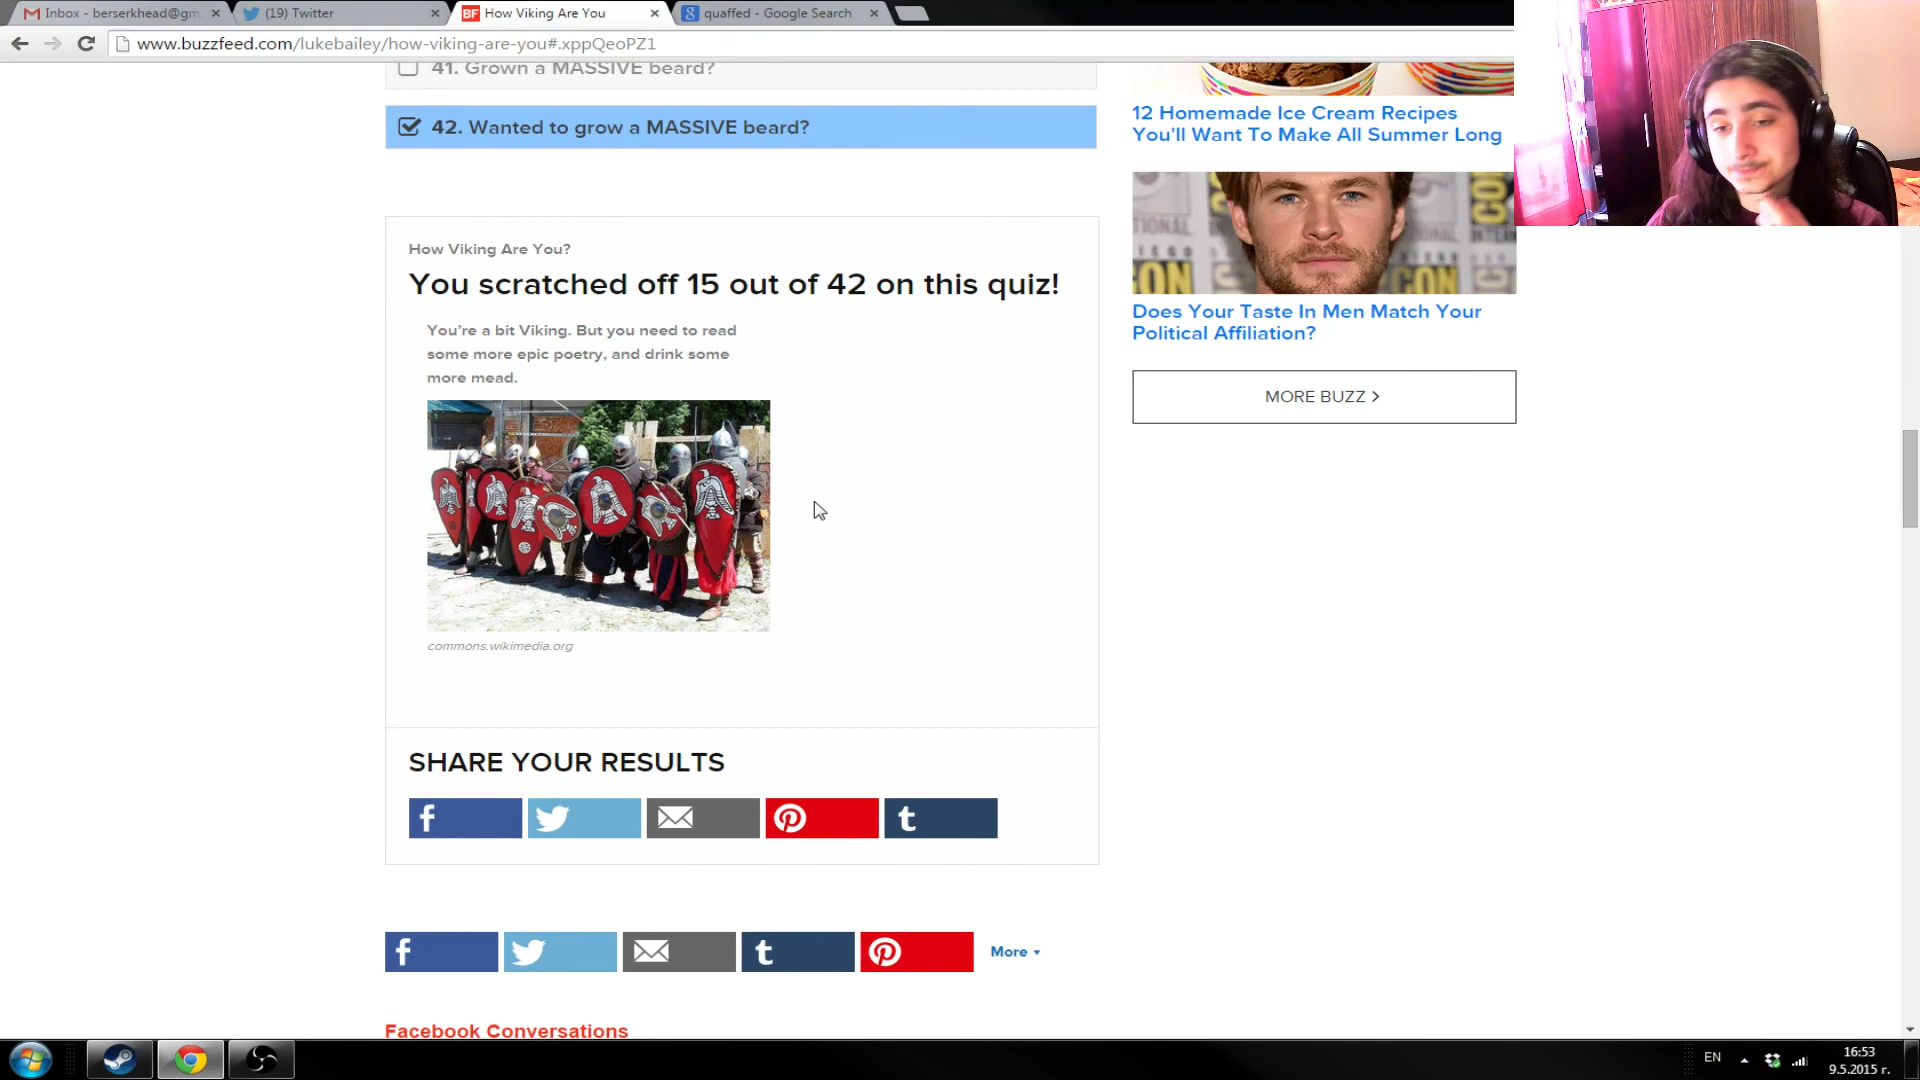 Inbox - berserkhead@gm
(19) Twitter
BF How Viking Are You
quaffed - Google Search
www.buzzfeed.com/lukebailey/how-viking-are-you#.xppQeoPZ1
41. Grown a MASSIVE beard?
42. Wanted to grow a MASSIVE beard?
How Viking Are You?
You scratched off 15 out of 42 on this quiz!
You're a bit Viking. But you need to read
some more epic poetry, and drink some
more mead.
commons.wikimedia.org
SHARE YOUR RESULTS
More
Facebook Conversations
12 Homemade Ice Cream Recipes
You'll Want To Make All Summer Long
Does Your Taste In Men Match Your
Political Affiliation?
MORE BUZZ >
EN
16:53
9.5.2015 г.